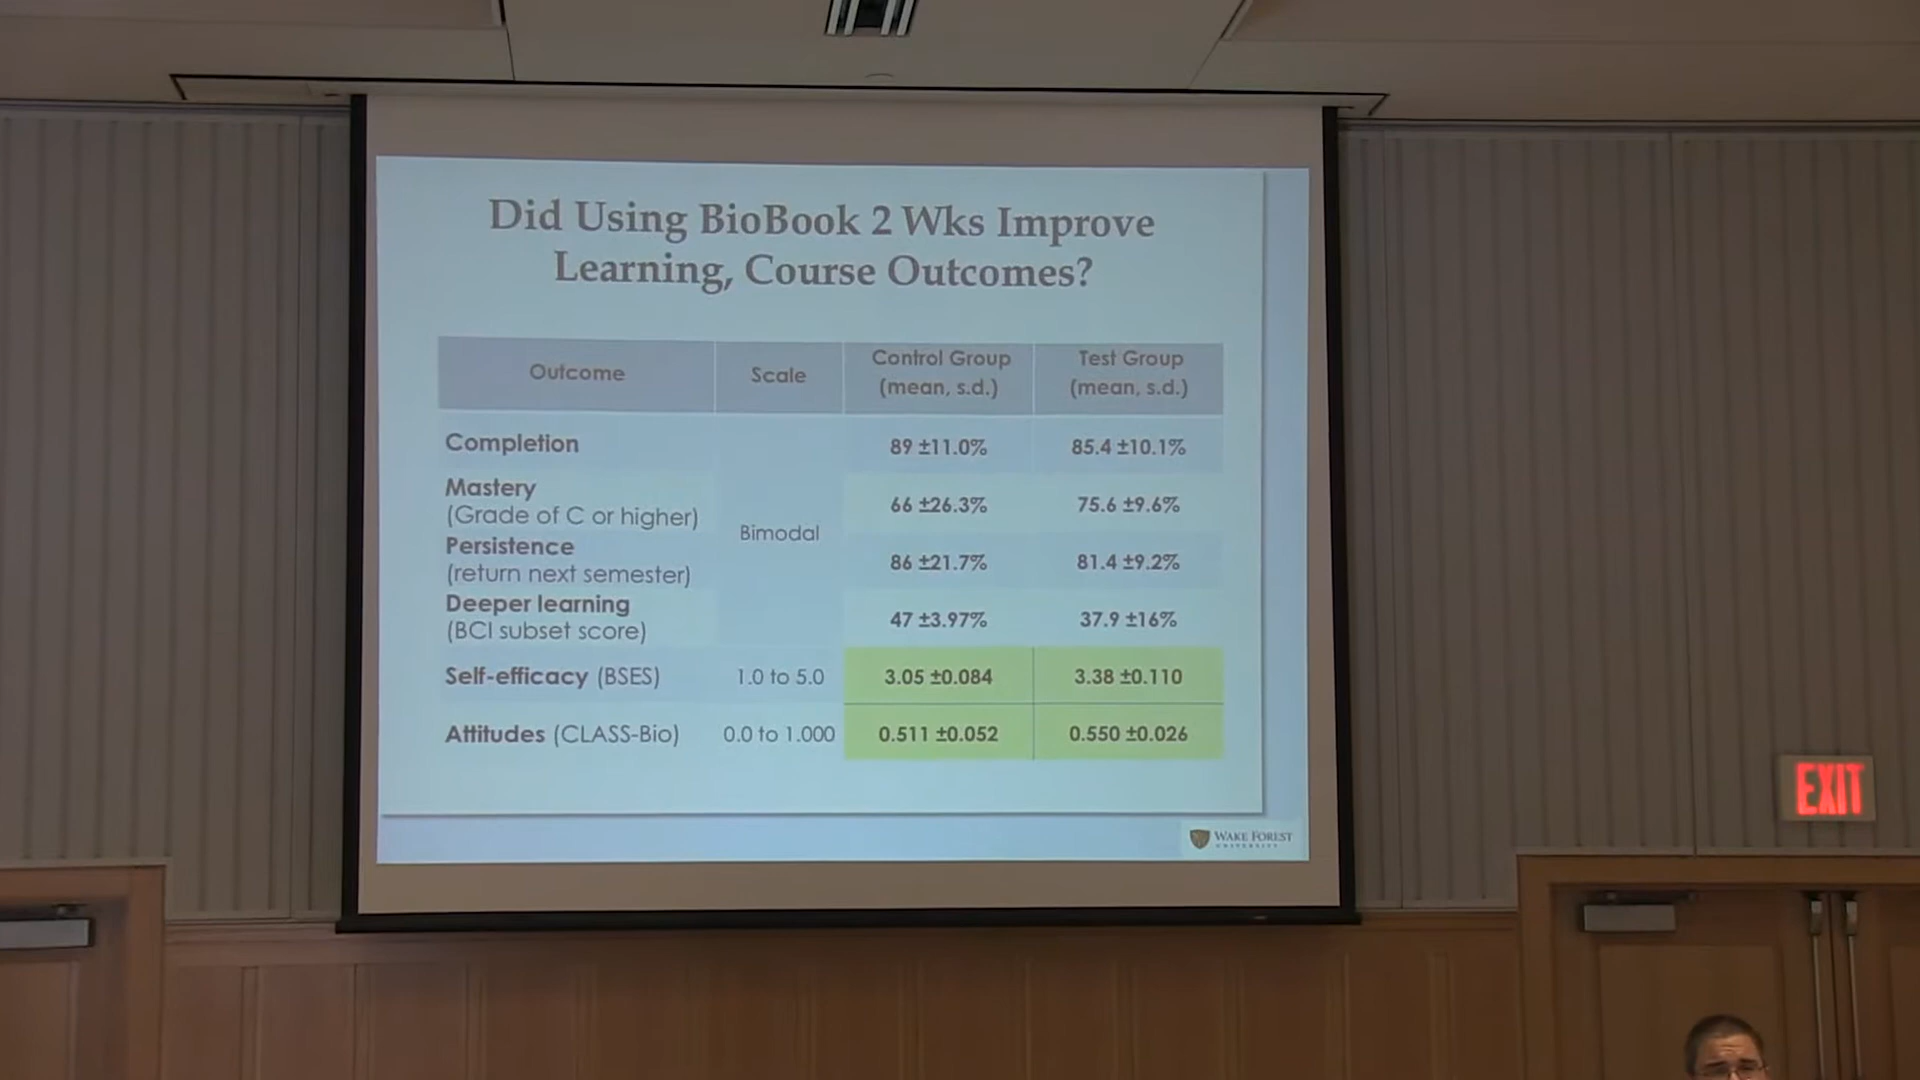 Did Using BioBook 2 Wks Improve
Learning, Course Outcomes?
Outcome
Scale
Control Group
(mean, s.d.)
Test Group
(mean, s.d.)
Completion
89 ±11.0%
85.4 ±10.1%
Mastery
(Grade of C or higher)
66 ±26.3%
75.6 ±9.6%
Bimodal
Persistence
(return next semester)
86 ±21.7%
81.4 ±9.2%
Deeper learning
(BCI subset score)
47 ±3.97%
37.9 ±16%
Self-efficacy (BSES)
1.0 to 5.0
3.05 ±0.084
3.38 ±0.110
Attitudes (CLASS-Bio)
0.0 to 1.000
0.511 ±0.052
0.550 ±0.026
WAKE FOREST
UNIVERSITY
EXIT